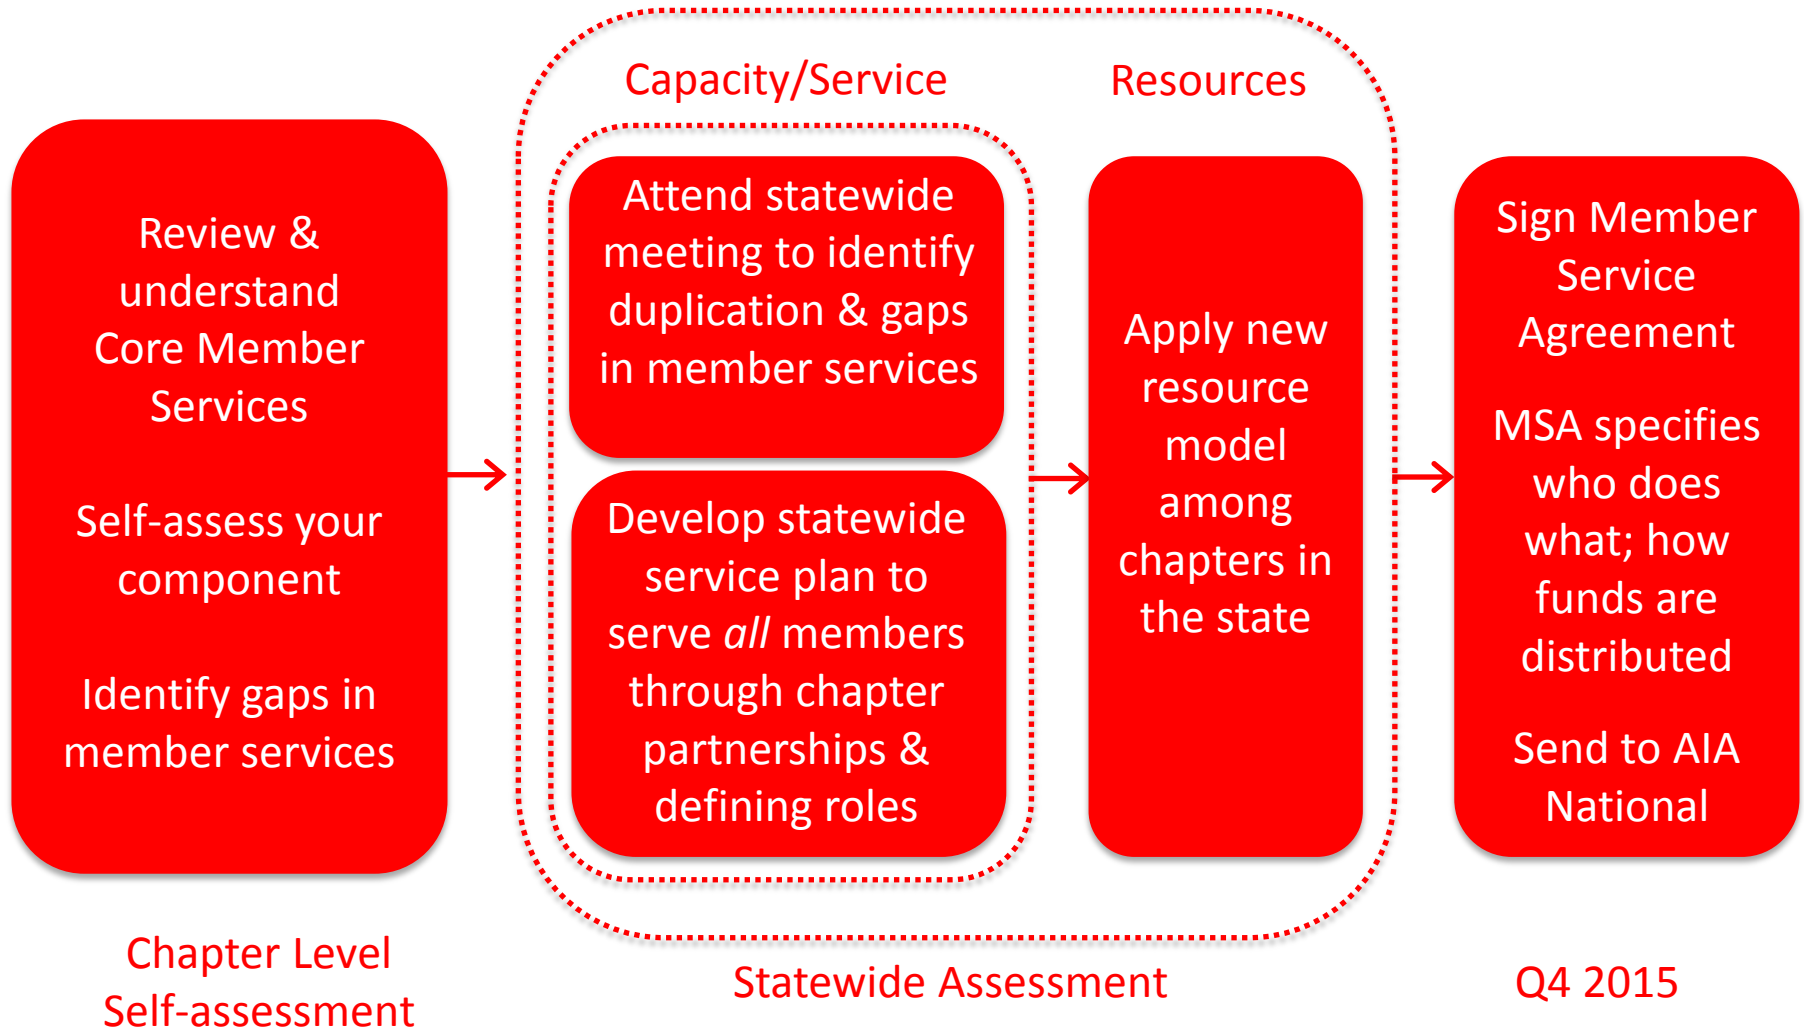 Capacity/Service
Resources
Review &
understand
Core Member
Services
Self-assess your
component
Identify gaps in
member services
Attend statewide
meeting to identify
duplication & gaps
in member services
Develop statewide
service plan to
serve all members
through chapter
partnerships &
defining roles
Apply new
resource
model
among
chapters in
the state
Sign Member
Service
Agreement
MSA specifies
who does
what; how
funds are
distributed
Send to AIA
National
Chapter Level
Self-assessment
Statewide Assessment
Q4 2015